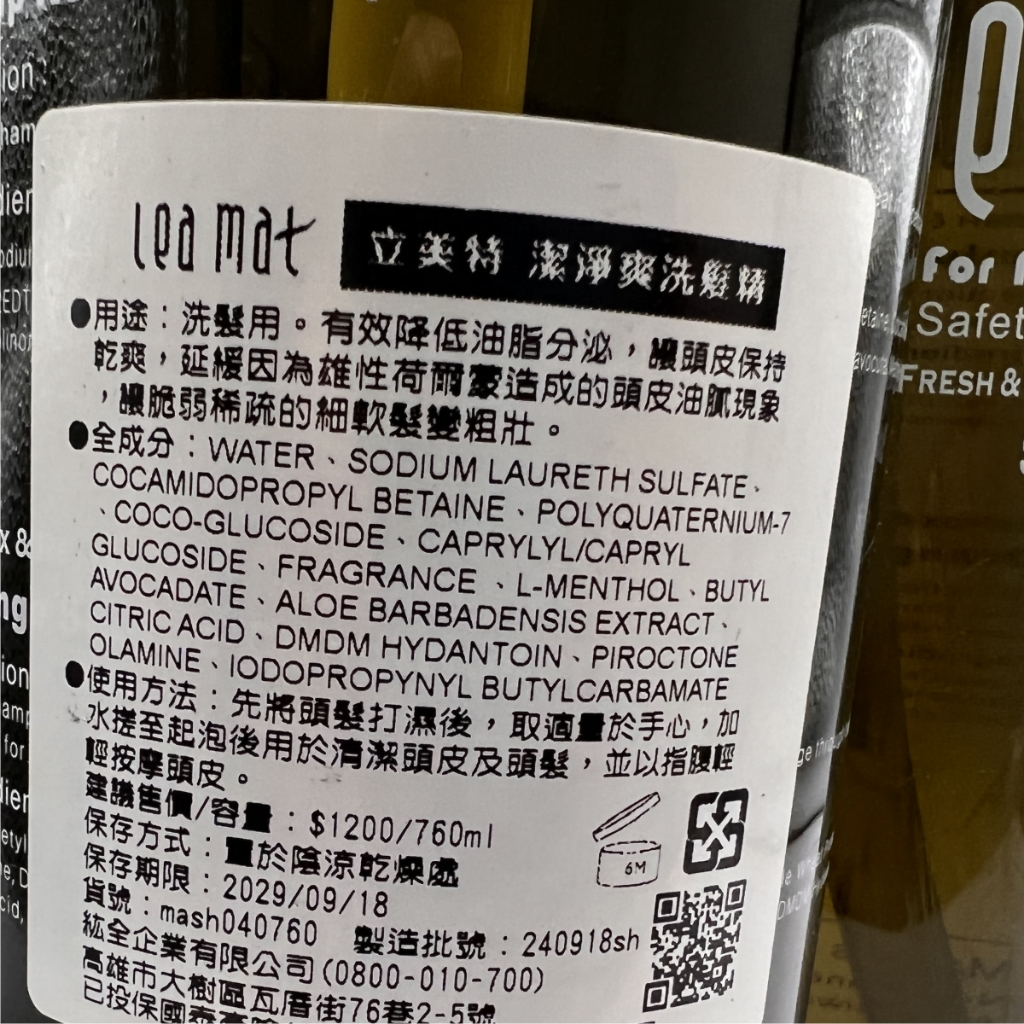 lea mat 立美特 潔淨爽洗髮精
●用途：洗髮用。有效降低油脂分泌，讓頭皮保持
乾爽，延緩因為雄性荷爾蒙造成的頭皮油膩現象
，讓脆弱稀疏的細軟髮變粗壯。
●全成分：WATER、SODIUM LAURETH SULFATE、
COCAMIDOPROPYL BETAINE、POLYQUATERNIUM-7
、COCO-GLUCOSIDE、CAPRYLYL/CAPRYL
GLUCOSIDE、FRAGRANCE、L-MENTHOL、BUTYL
AVOCADATE、ALOE BARBADENSIS EXTRACT、
CITRIC ACID、DMDM HYDANTOIN、PIROCTONE
OLAMINE、IODOPROPYNYL BUTYLCARBAMATE
●使用方法：先將頭髮打濕後，取適量於手心，加
水搓至起泡後用於清潔頭皮及頭髮，並以指腹輕
輕按摩頭皮。
建議售價/容量：$1200/760ml
保存方式：置於陰涼乾燥處
保存期限：2029/09/18
貨號：mash040760 製造批號：240918sh
紘全企業有限公司(0800-010-700)
高雄市大樹區瓦厝街76巷2-5號
已投保國泰
6M
For
Safet
FRESH &